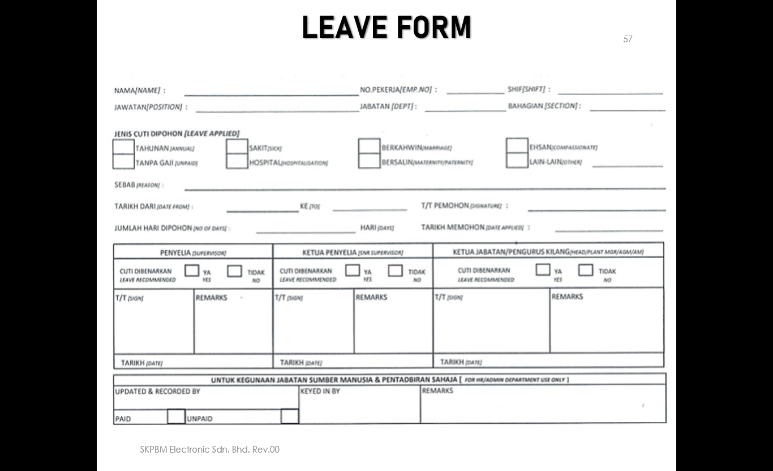 LEAVE FORM
57
NAMA[NAME] : NO.PEKERJA[EMP.NO] : SHIF[SHIFT] :
JAWATAN[POSITION] : JABATAN [DEPT] : BAHAGIAN [SECTION] :
JENIS CUTI DIPOHON [LEAVE APPLIED]
TAHUNAN [ANNUAL] SAKIT[SICK] BERKAHWIN[MARRIAGE] EHSAN[COMPASSIONATE]
TANPA GAJI [UNPAID] HOSPITAL[HOSPITALISATION] BERSALIN[MATERNITY/PATERNITY] LAIN-LAIN[OTHER]
SEBAB [REASON] :
TARIKH DARI [DATE FROM] : KE [TO] T/T PEMOHON [SIGNATURE] :
JUMLAH HARI DIPOHON [NO OF DAYS] : HARI [DAYS] TARIKH MEMOHON [DATE APPLIED] :
PENYELIA [SUPERVISOR] KETUA PENYELIA [SNR SUPERVISOR] KETUA JABATAN/PENGURUS KILANG[HEAD/PLANT MGR/AGM/AM]
CUTI DIBENARKAN YA TIDAK CUTI DIBENARKAN YA TIDAK CUTI DIBENARKAN YA TIDAK
LEAVE RECOMMENDED YES NO LEAVE RECOMMENDED YES NO LEAVE RECOMMENDED YES NO
T/T [SIGN] REMARKS T/T [SIGN] REMARKS T/T [SIGN] REMARKS
TARIKH [DATE] TARIKH [DATE] TARIKH [DATE]
UNTUK KEGUNAAN JABATAN SUMBER MANUSIA & PENTADBIRAN SAHAJA [ FOR HR/ADMIN DEPARTMENT USE ONLY ]
UPDATED & RECORDED BY KEYED IN BY REMARKS
PAID UNPAID
SKPBM Electronic Sdn. Bhd. Rev.00